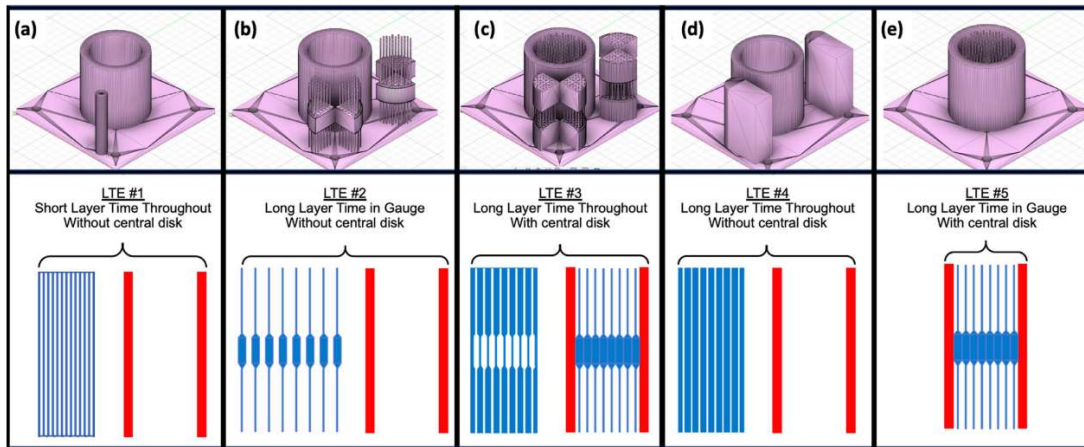 (a)
(b)
(c)
(d)
(e)
LTE #1
Short Layer Time Throughout
Without central disk
LTE #2
Long Layer Time in Gauge
Without central disk
LTE #3
Long Layer Time Throughout
With central disk
LTE #4
Long Layer Time Throughout
Without central disk
LTE #5
Long Layer Time in Gauge
With central disk